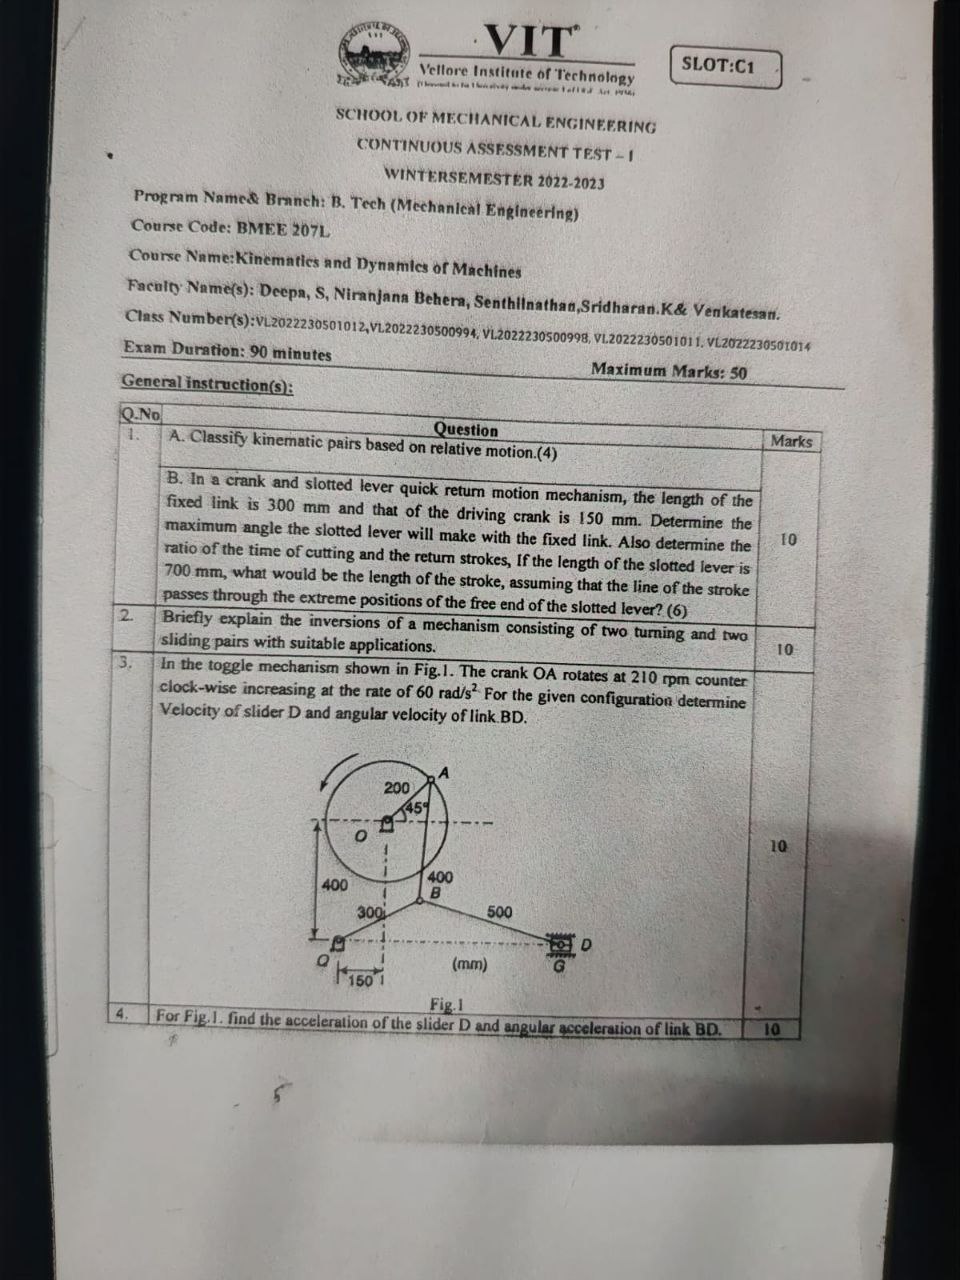 VIT
Vellore Institute of Technology
SLOT:C1
SCHOOL OF MECHANICAL ENGINEERING
CONTINUOUS ASSESSMENT TEST – I
WINTERSEMESTER 2022-2023
Program Name& Branch: B. Tech (Mechanical Engineering)
Course Code: BMEE 207L
Course Name:Kinematics and Dynamics of Machines
Faculty Name(s): Deepa, S, Niranjana Behera, Senthilnathan,Sridharan.K& Venkatesan.
Class Number(s):VL2022230501012,VL2022230500994, VL2022230500998, VL2022230501011, VL2022230501014
Exam Duration: 90 minutes
Maximum Marks: 50
General instruction(s):
Q.No Question Marks
1. A. Classify kinematic pairs based on relative motion.(4)
B. In a crank and slotted lever quick return motion mechanism, the length of the
fixed link is 300 mm and that of the driving crank is 150 mm. Determine the
maximum angle the slotted lever will make with the fixed link. Also determine the
10
ratio of the time of cutting and the return strokes, If the length of the slotted lever is
700 mm, what would be the length of the stroke, assuming that the line of the stroke
passes through the extreme positions of the free end of the slotted lever? (6)
2. Briefly explain the inversions of a mechanism consisting of two turning and two
sliding pairs with suitable applications.
10
3. In the toggle mechanism shown in Fig.1. The crank OA rotates at 210 rpm counter
clock-wise increasing at the rate of 60 rad/s². For the given configuration determine
Velocity of slider D and angular velocity of link BD.
A
200
45°
O
10
400
400
B
300
500
D
Q
(mm)
G
150
Fig.1
4. For Fig.1. find the acceleration of the slider D and angular acceleration of link BD. 10